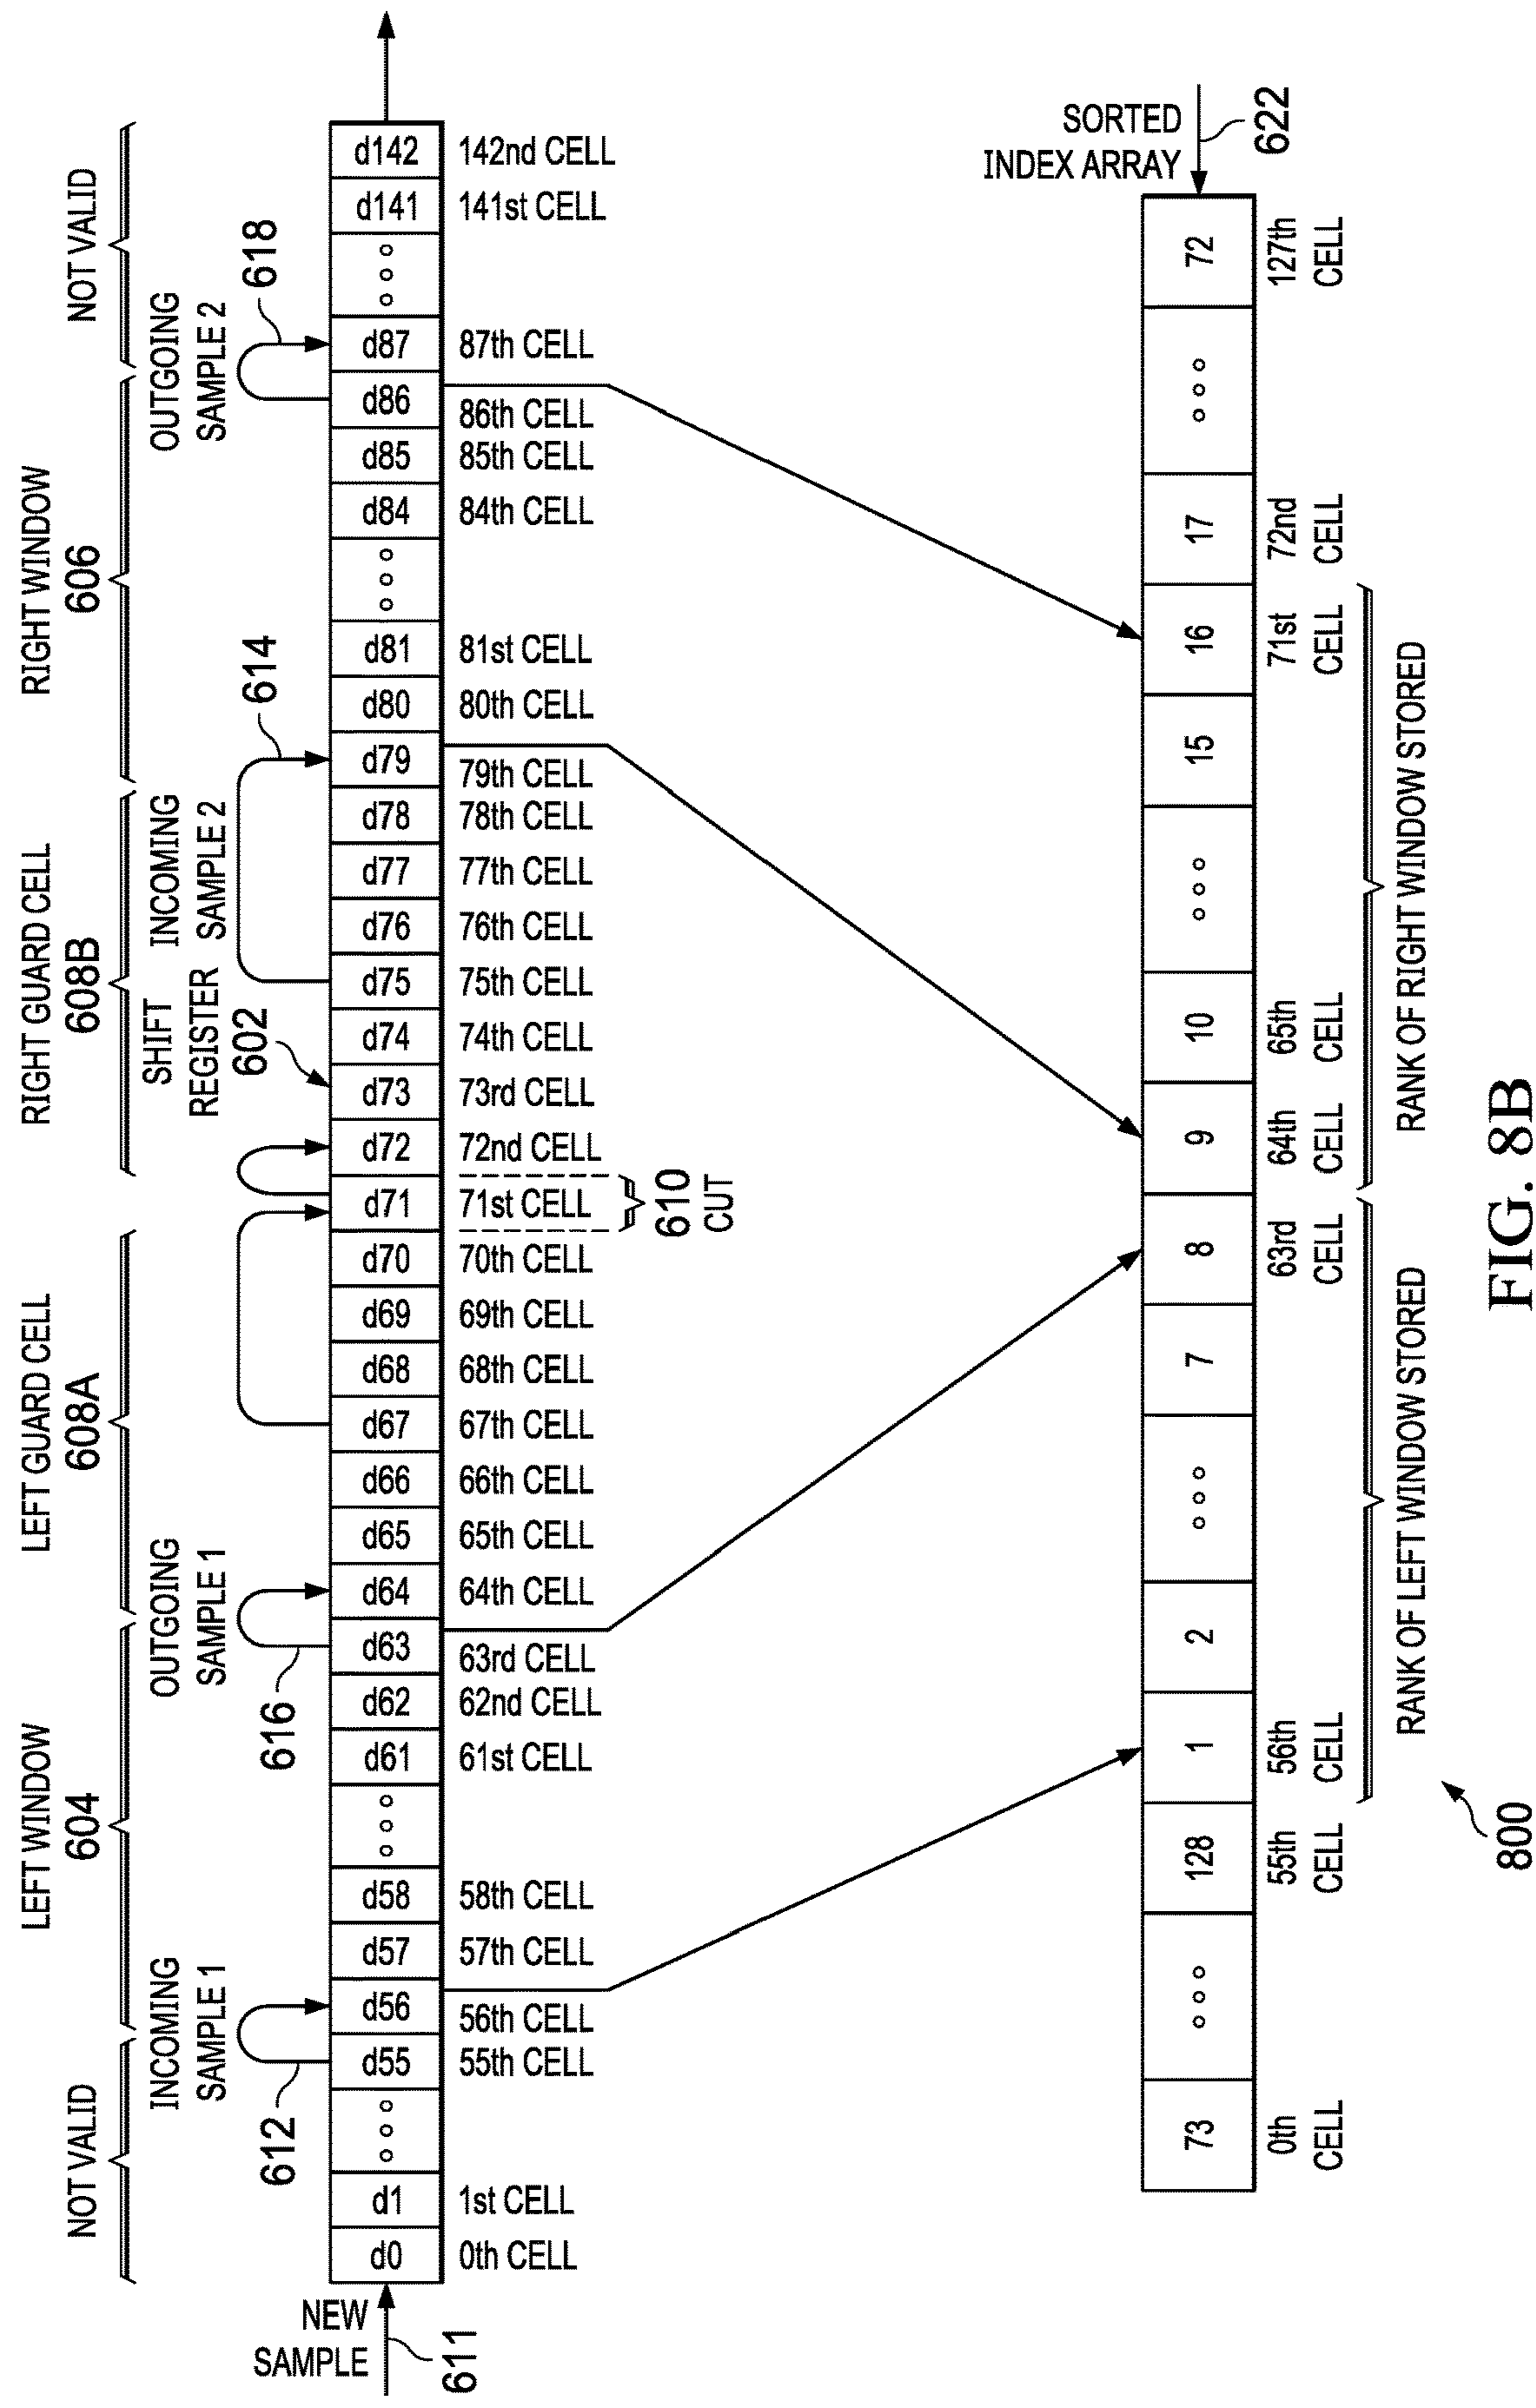 NOT VALID
LEFT WINDOW
604
LEFT GUARD CELL
608A
RIGHT GUARD CELL
608B
RIGHT WINDOW
606
NOT VALID
INCOMING
SAMPLE 1
612
OUTGOING
SAMPLE 1
616
SHIFT
REGISTER
602
INCOMING
SAMPLE 2
614
OUTGOING
SAMPLE 2
618
NEW
SAMPLE
611
d0
d1
d55
d56
d57
d58
d61
d62
d63
d64
d65
d66
d67
d68
d69
d70
d71
d72
d73
d74
d75
d76
d77
d78
d79
d80
d81
d84
d85
d86
d87
d141
d142
0th CELL
1st CELL
55th CELL
56th CELL
57th CELL
58th CELL
61st CELL
62nd CELL
63rd CELL
64th CELL
65th CELL
66th CELL
67th CELL
68th CELL
69th CELL
70th CELL
71st CELL
72nd CELL
73rd CELL
74th CELL
75th CELL
76th CELL
77th CELL
78th CELL
79th CELL
80th CELL
81st CELL
84th CELL
85th CELL
86th CELL
87th CELL
141st CELL
142nd CELL
610
CUT
SORTED
INDEX ARRAY
622
73
128
1
2
7
8
9
10
15
16
17
72
0th
CELL
55th
CELL
56th
CELL
63rd
CELL
64th
CELL
65th
CELL
71st
CELL
72nd
CELL
127th
CELL
RANK OF LEFT WINDOW STORED
RANK OF RIGHT WINDOW STORED
800
FIG. 8B